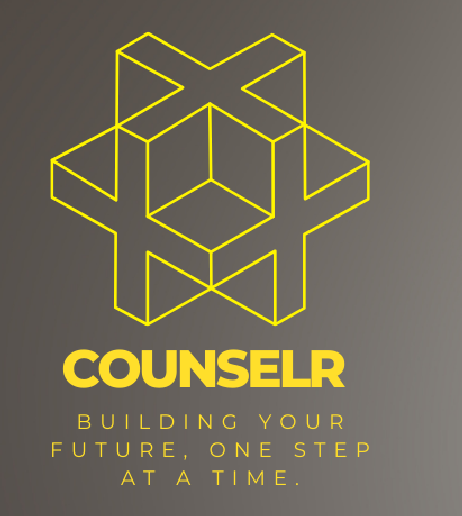 COUNSELR
BUILDING YOUR
FUTURE, ONE STEP
AT A TIME.